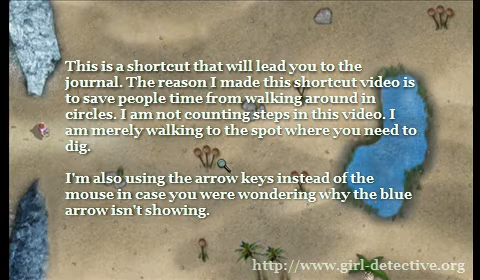 This is a shortcut that will lead you to the
journal. The reason I made this shortcut video is
to save people time from walking around in
circles. I am not counting steps in this video. I
am merely walking to the spot where you need to
dig.
I'm also using the arrow keys instead of the
mouse in case you were wondering why the blue
arrow isn't showing.
http://www.girl-detective.org